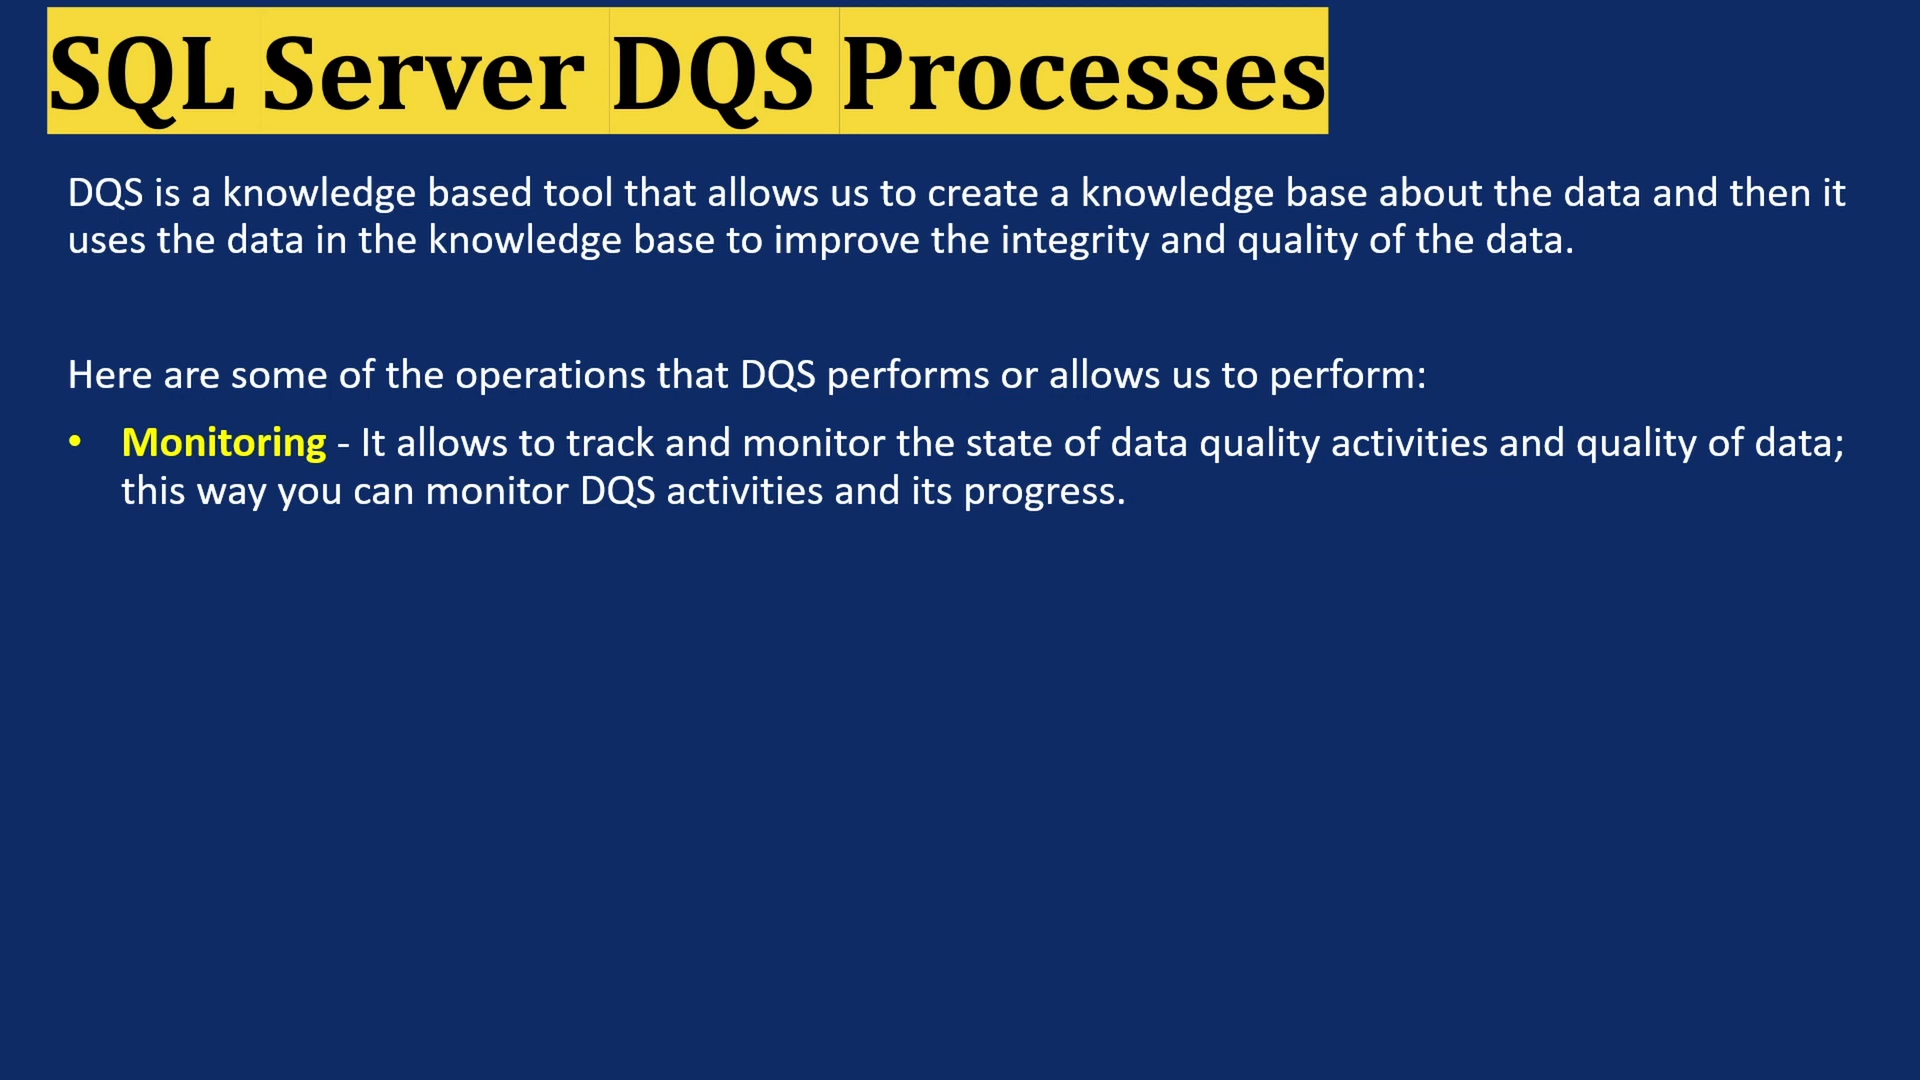 SQL Server DQS Processes
DQS is a knowledge based tool that allows us to create a knowledge base about the data and then it
uses the data in the knowledge base to improve the integrity and quality of the data.
Here are some of the operations that DQS performs or allows us to perform:
• Monitoring - It allows to track and monitor the state of data quality activities and quality of data;
this way you can monitor DQS activities and its progress.